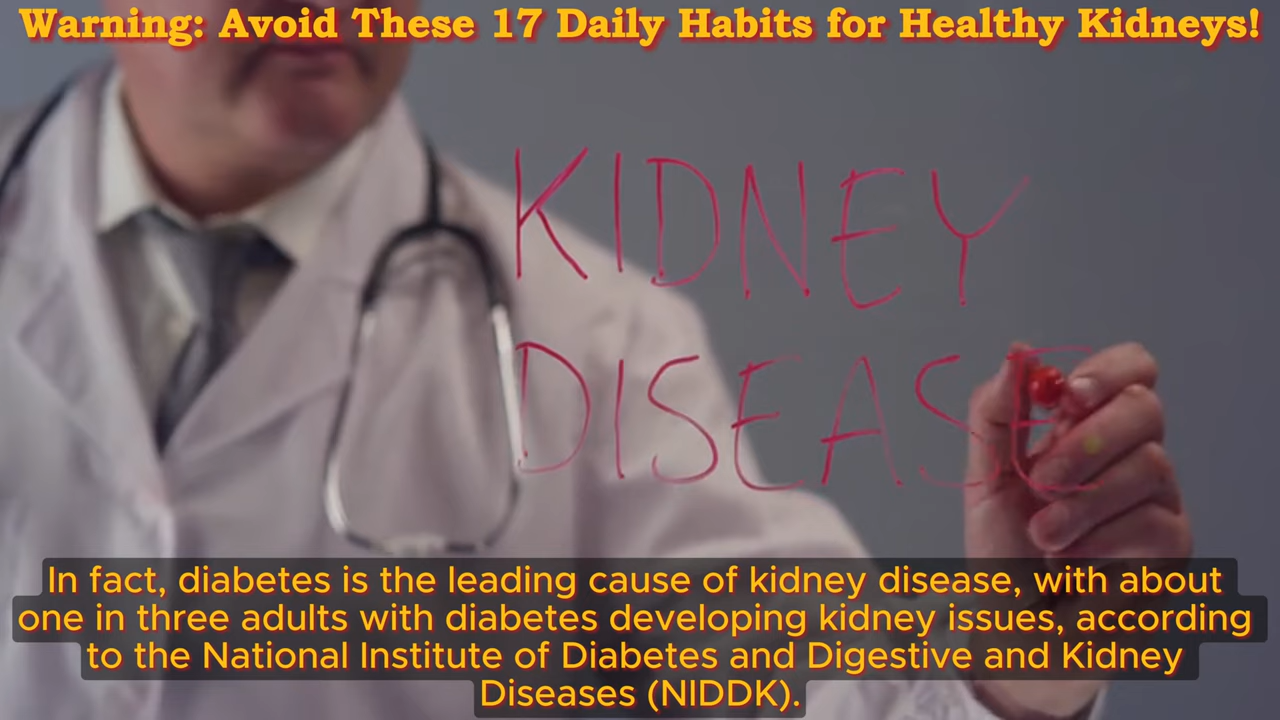 Warning: Avoid These 17 Daily Habits for Healthy Kidneys!
KIDNEY
DISEASE
In fact, diabetes is the leading cause of kidney disease, with about
one in three adults with diabetes developing kidney issues, according
to the National Institute of Diabetes and Digestive and Kidney
Diseases (NIDDK).